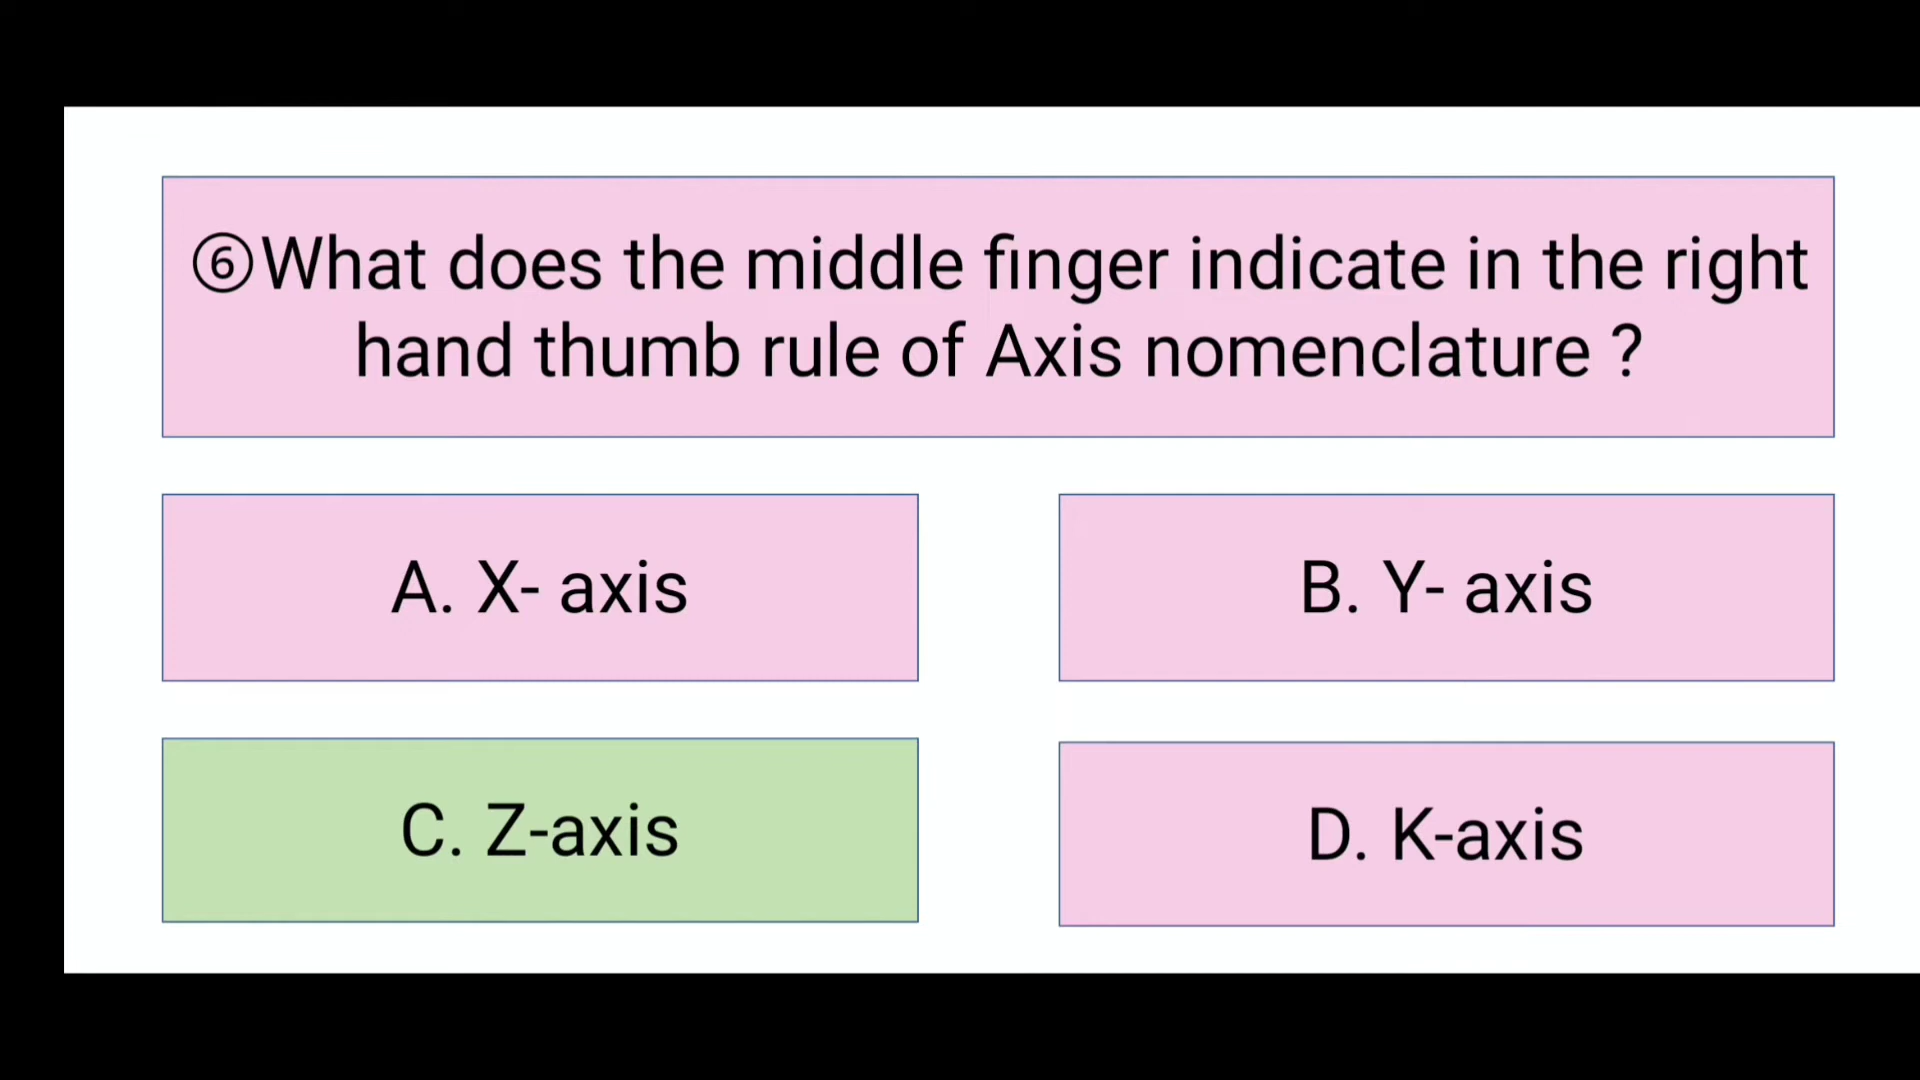 ⑥What does the middle finger indicate in the right
hand thumb rule of Axis nomenclature ?
A. X- axis
B. Y- axis
C. Z-axis
D. K-axis